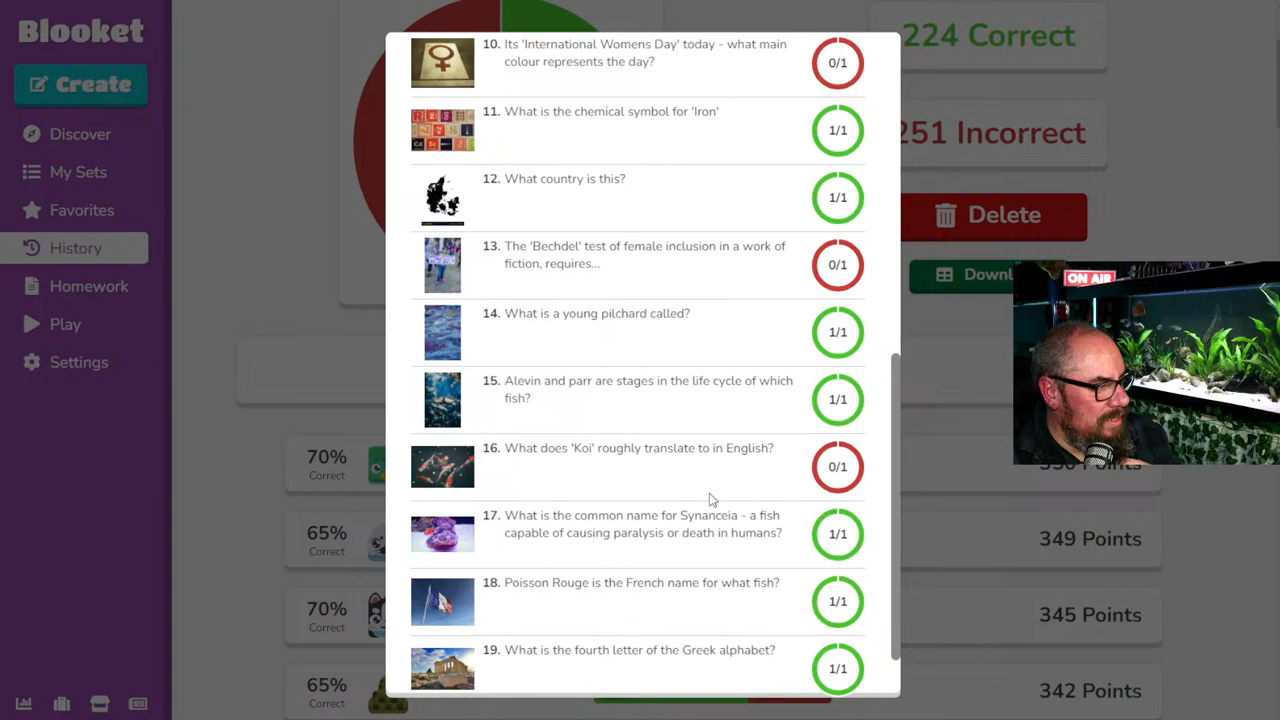 Blooket
Create
Discover
My Sets
Favorites
History
Homework
Play
Settings
224 Correct
251 Incorrect
Delete
ON AIR
10. Its 'International Womens Day' today - what main
colour represents the day?
0/1
11. What is the chemical symbol for 'Iron'
1/1
12. What country is this?
1/1
13. The 'Bechdel' test of female inclusion in a work of
fiction, requires...
0/1
14. What is a young pilchard called?
1/1
15. Alevin and parr are stages in the life cycle of which
fish?
1/1
16. What does 'Koi' roughly translate to in English?
0/1
17. What is the common name for Synanceia - a fish
capable of causing paralysis or death in humans?
1/1
18. Poisson Rouge is the French name for what fish?
1/1
19. What is the fourth letter of the Greek alphabet?
1/1
70%
Correct
65%
Correct
349 Points
70%
Correct
345 Points
65%
Correct
342 Points